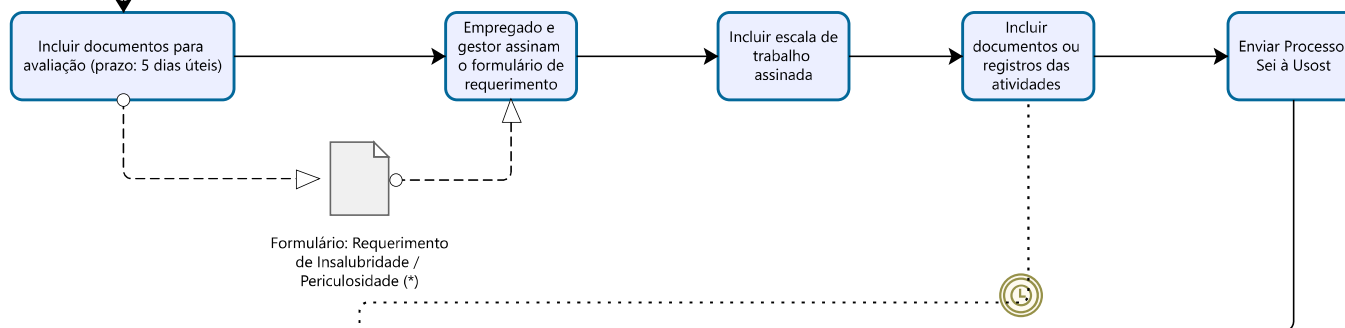 Incluir documentos para
avaliação (prazo: 5 dias úteis)
Empregado e
gestor assinam
o formulário de
requerimento
Incluir escala de
trabalho
assinada
Incluir
documentos ou
registros das
atividades
Enviar Processo
Sei à Usost
Formulário: Requerimento
de Insalubridade /
Periculosidade (*)